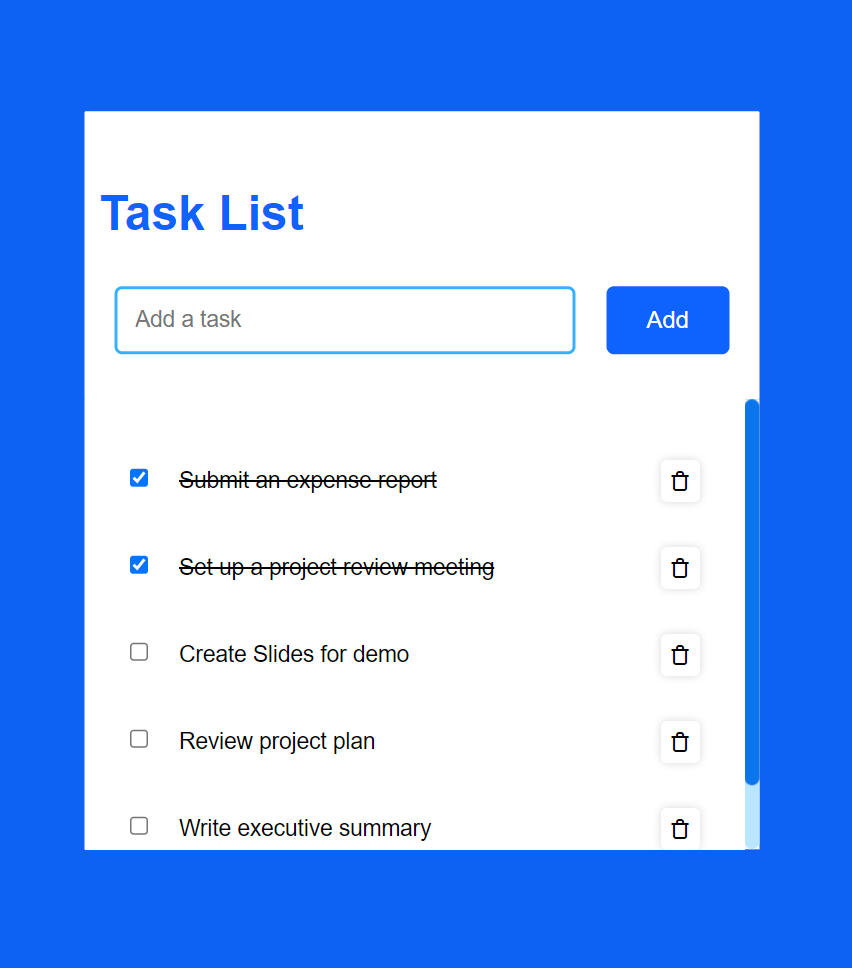 Task List
Add a task
Add
Submit an expense report
Set up a project review meeting
Create Slides for demo
Review project plan
Write executive summary